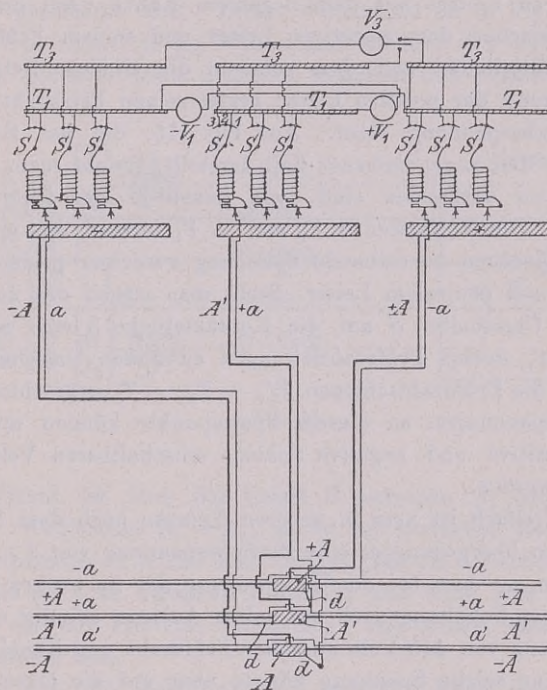 V3
T3 T3 T3
T1 T1 T1
-V1 +V1
3 2 1
S S S S S S S S S
- +
-A a A' +a ±A -a
+A
-a d -a
+A +a +a +A
A' a' A' a' A'
-A d d -A
-A